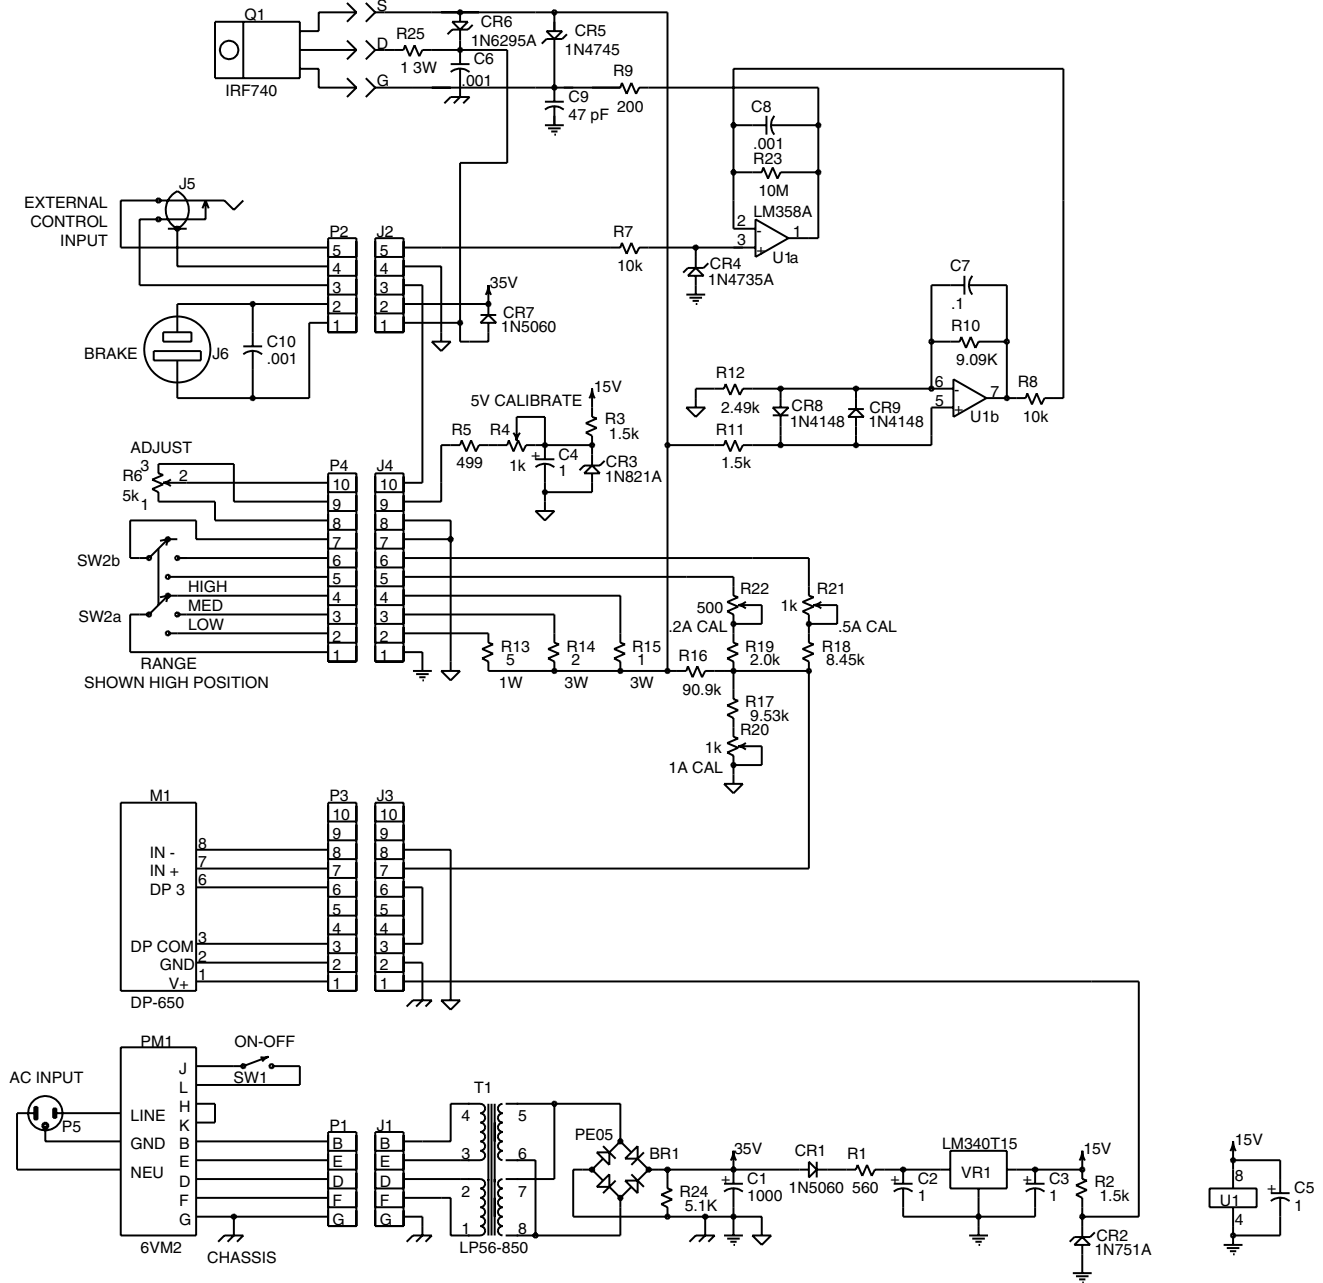 Q1
IRF740
S
D
G
R25
1 3W
CR6
1N6295A
C6
.001
CR5
1N4745
C9
47 pF
R9
200
C8
.001
R23
10M
LM358A
2
3
1
U1a
EXTERNAL
CONTROL
INPUT
J5
P2
5
4
3
2
1
J2
5
4
3
2
1
R7
10k
CR4
1N4735A
35V
CR7
1N5060
BRAKE
J6
C10
.001
C7
.1
R10
9.09K
R12
2.49k
CR8
1N4148
CR9
1N4148
6
5
7
U1b
R8
10k
R11
1.5k
5V CALIBRATE
15V
R5
499
R4
1k
R3
1.5k
+
C4
1
CR3
1N821A
ADJUST
R6
5k
3
2
1
P4
10
9
8
7
6
5
4
3
2
1
J4
10
9
8
7
6
5
4
3
2
1
SW2b
SW2a
HIGH
MED
LOW
RANGE
SHOWN HIGH POSITION
R13
5
1W
R14
2
3W
R15
1
3W
R16
90.9k
R22
500
.2A CAL
R19
2.0k
R21
1k
.5A CAL
R18
8.45k
R17
9.53k
R20
1k
1A CAL
M1
IN -
IN +
DP 3
DP COM
GND
V+
8
7
6
3
2
1
DP-650
P3
10
9
8
7
6
5
4
3
2
1
J3
10
9
8
7
6
5
4
3
2
1
AC INPUT
P5
PM1
LINE
GND
NEU
J
L
H
K
B
E
D
F
G
6VM2
ON-OFF
SW1
CHASSIS
P1
B
E
D
F
G
J1
B
E
D
F
G
T1
4
3
2
1
5
6
7
8
LP56-850
PE05
BR1
R24
5.1K
35V
+
C1
1000
CR1
1N5060
R1
560
+
C2
1
LM340T15
VR1
+
C3
1
15V
R2
1.5k
CR2
1N751A
15V
8
U1
4
+
C5
1